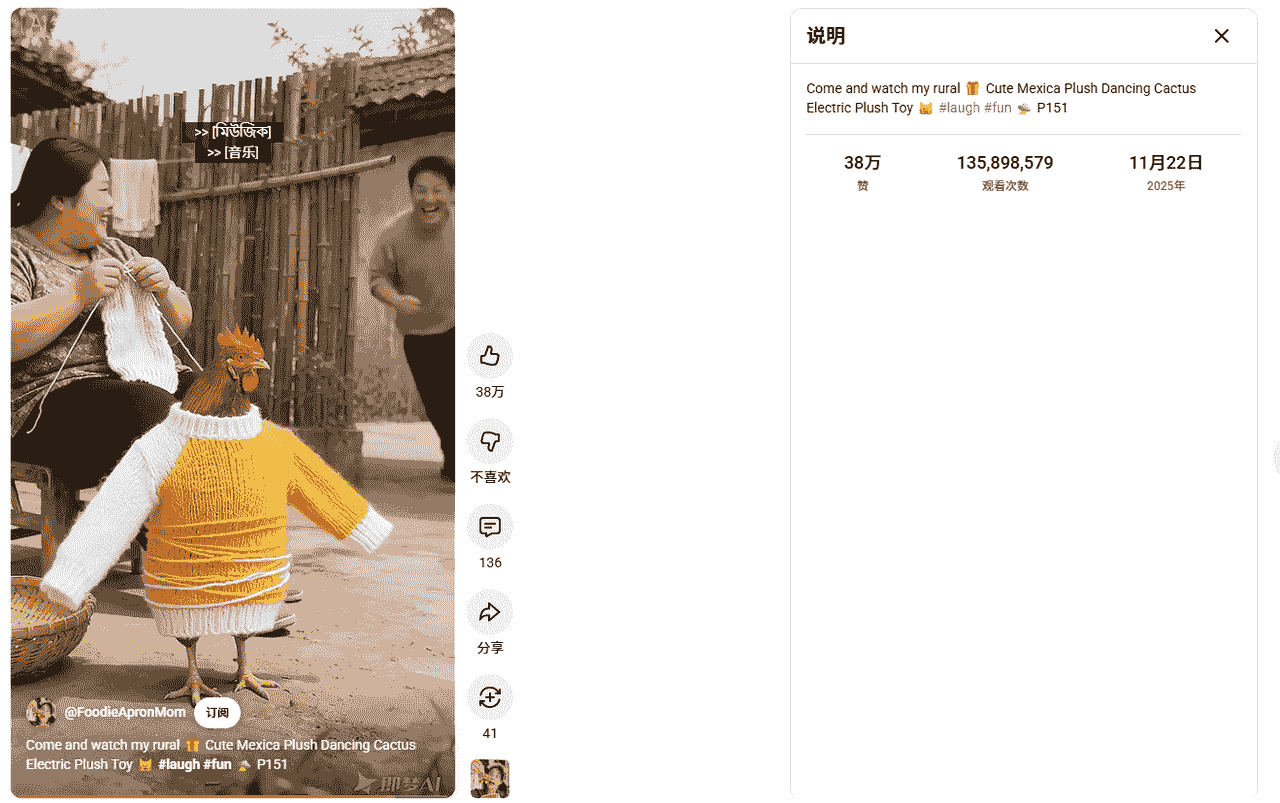 AI
>> [মিউজিক]
>> [音乐]
38万
不喜欢
136
分享
41
@FoodieApronMom 订阅
Come and watch my rural 🎁 Cute Mexica Plush Dancing Cactus
Electric Plush Toy 🐱 #laugh #fun 🛸 P151
即梦AI
说明
Come and watch my rural 🎁 Cute Mexica Plush Dancing Cactus
Electric Plush Toy 🐱 #laugh #fun 🛸 P151
38万 135,898,579 11月22日
赞 观看次数 2025年